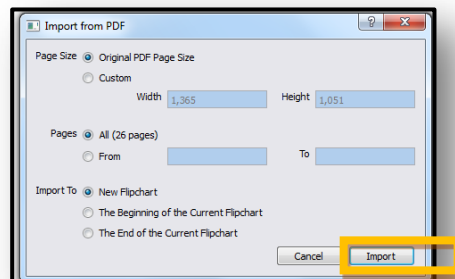 Import from PDF
Page Size Original PDF Page Size
Custom
Width 1,365 Height 1,051
Pages All (26 pages)
From To
Import To New Flipchart
The Beginning of the Current Flipchart
The End of the Current Flipchart
Cancel Import